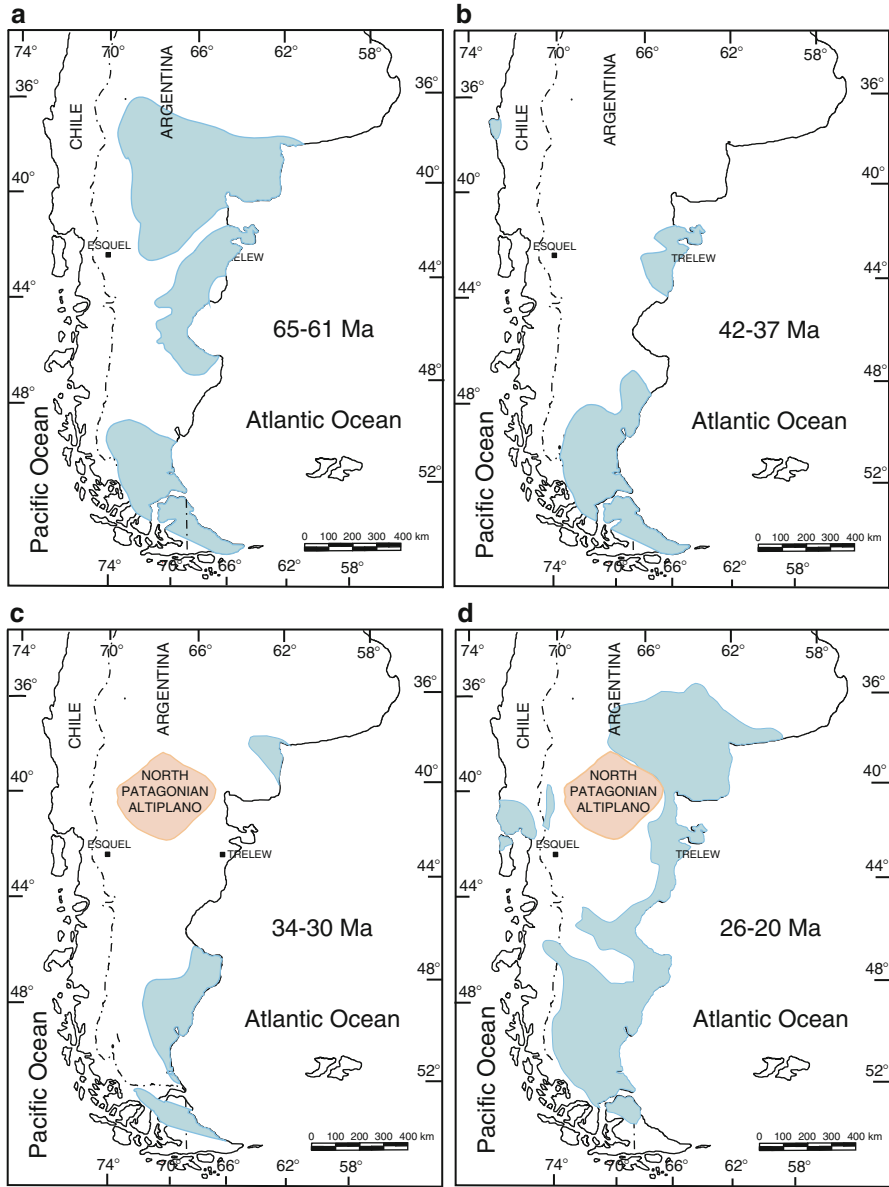 a
74° 70° 66° 62° 58°
36° 36°
CHILE
ARGENTINA
40° 40°
ESQUEL
ELEW
44° 44°
65-61 Ma
48° 48°
Pacific Ocean
Atlantic Ocean
52°
0 100 200 300 400 km
74° 70° 66° 58°
b
74° 70° 66° 62° 58°
36° 36°
CHILE
ARGENTINA
40° 40°
ESQUEL
TRELEW
44° 44°
42-37 Ma
48° 48°
Pacific Ocean
Atlantic Ocean
52°
0 100 200 300 400 km
74° 70° 66° 58°
c
74° 70° 66° 62° 58°
36° 36°
CHILE
ARGENTINA
40° 40°
NORTH
PATAGONIAN
ALTIPLANO
ESQUEL
TRELEW
44° 44°
34-30 Ma
48° 48°
Pacific Ocean
Atlantic Ocean
52°
0 100 200 300 400 km
74° 70° 66° 58°
d
74° 70° 66° 62° 58°
36° 36°
CHILE
ARGENTINA
40° 40°
NORTH
PATAGONIAN
ALTIPLANO
ESQUEL
TRELEW
44° 44°
26-20 Ma
48° 48°
Pacific Ocean
Atlantic Ocean
52°
0 100 200 300 400 km
74° 70° 66° 58°